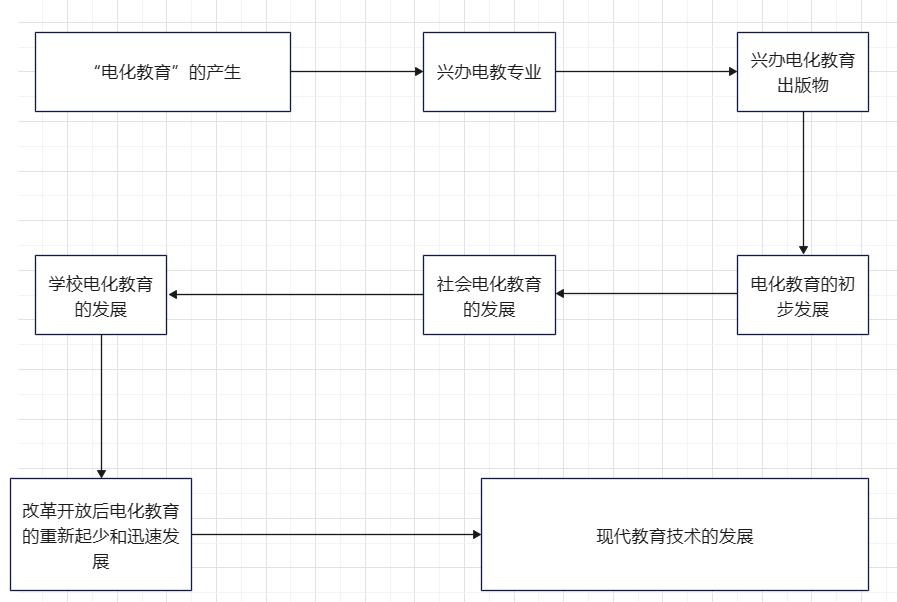 “电化教育”的产生
兴办电教专业
兴办电化教育
出版物
电化教育的初
步发展
社会电化教育
的发展
学校电化教育
的发展
改革开放后电化教育
的重新起少和迅速发
展
现代教育技术的发展